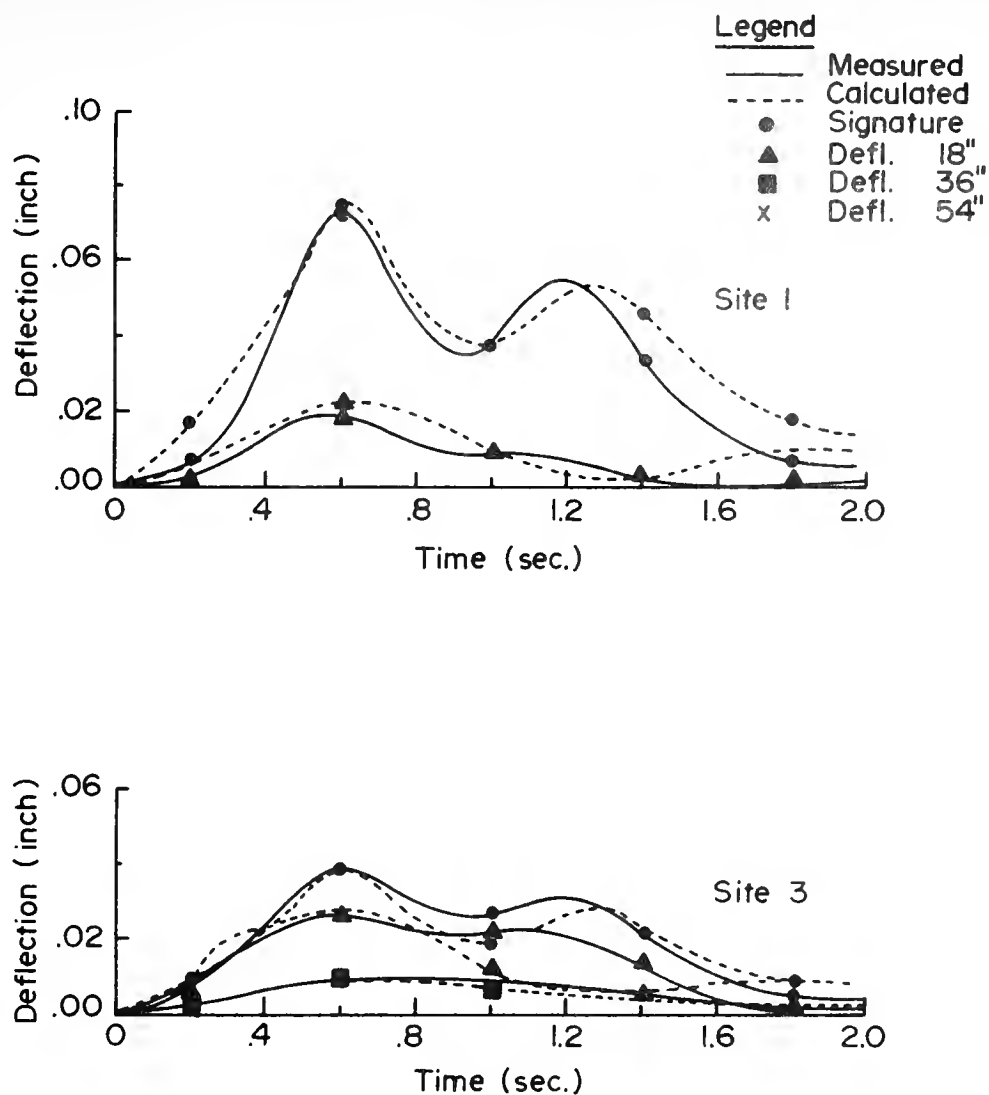 Legend
Measured
Calculated
Signature
Defl. 18"
Defl. 36"
x Defl. 54"
.10
.06
.02
.00
Deflection (inch)
Site 1
0 .4 .8 1.2 1.6 2.0
Time (sec.)
.06
.02
.00
Deflection (inch)
Site 3
0 .4 .8 1.2 1.6 2.0
Time (sec.)